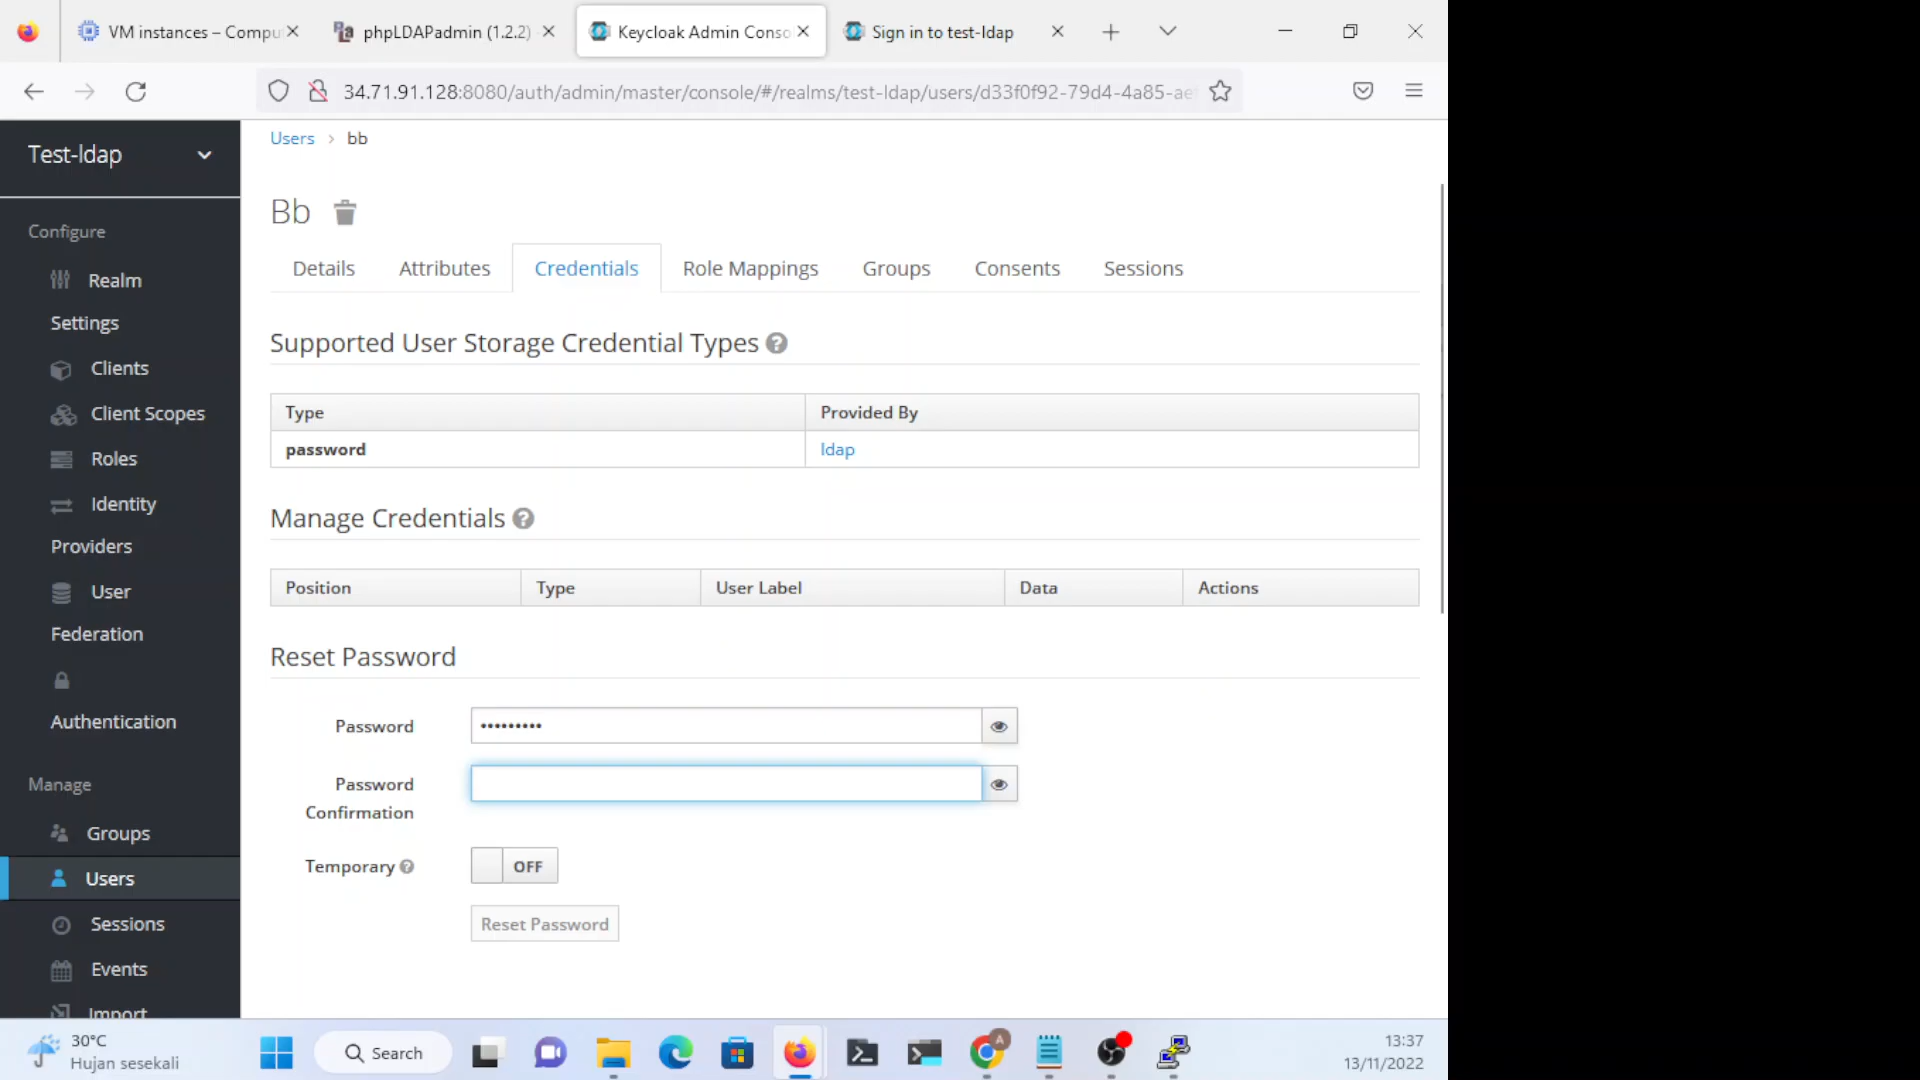 VM instances – Compu
phpLDAPadmin (1.2.2)
Keycloak Admin Conso
Sign in to test-ldap
34.71.91.128:8080/auth/admin/master/console/#/realms/test-ldap/users/d33f0f92-79d4-4a85-ae
Test-ldap
Configure
Realm
Settings
Clients
Client Scopes
Roles
Identity
Providers
User
Federation
Authentication
Manage
Groups
Users
Sessions
Events
Import
Users > bb
Bb
Details Attributes Credentials Role Mappings Groups Consents Sessions
Supported User Storage Credential Types
Type Provided By
password ldap
Manage Credentials
Position Type User Label Data Actions
Reset Password
Password •••••••••
Password
Confirmation
Temporary OFF
Reset Password
30°C
Hujan sesekali
Search
A
13:37
13/11/2022